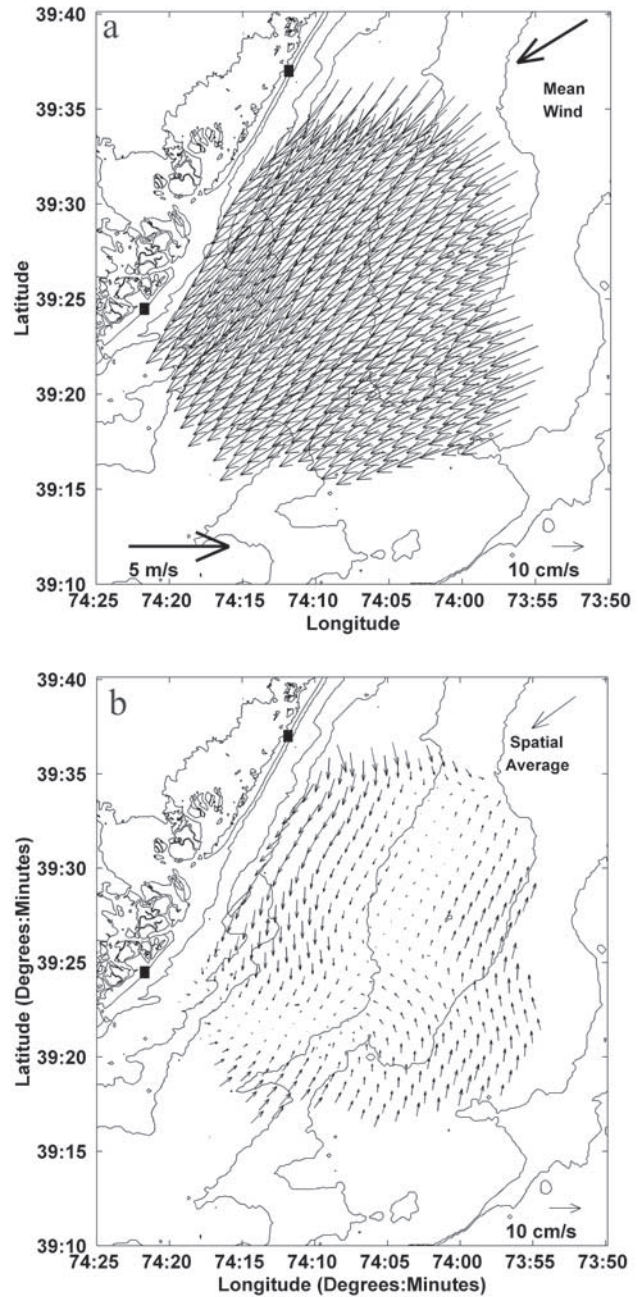 a
39:40
39:35
39:30
39:25
39:20
39:15
39:10
Latitude
Mean
Wind
5 m/s
10 cm/s
74:25 74:20 74:15 74:10 74:05 74:00 73:55 73:50
Longitude
b
39:40
39:35
39:30
39:25
39:20
39:15
39:10
Latitude (Degrees:Minutes)
Spatial
Average
10 cm/s
74:25 74:20 74:15 74:10 74:05 74:00 73:55 73:50
Longitude (Degrees:Minutes)